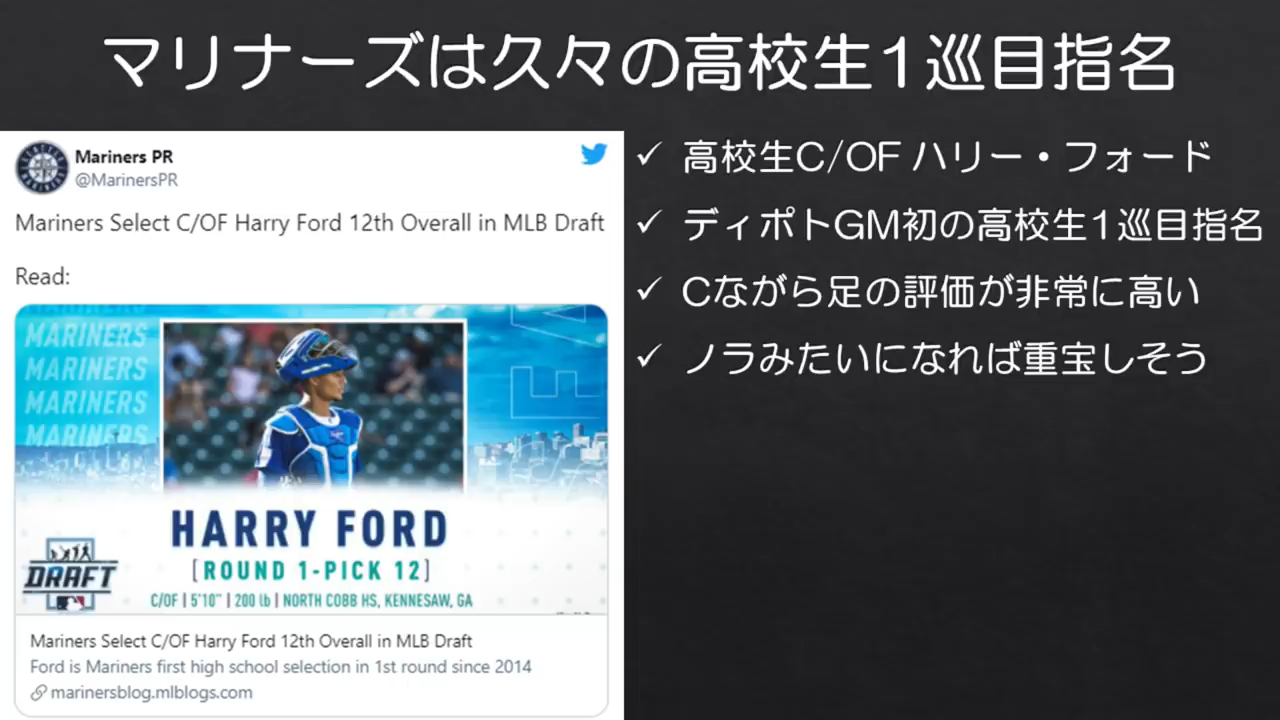 マリナーズは久々の高校生1巡目指名
Mariners PR
@MarinersPR
Mariners Select C/OF Harry Ford 12th Overall in MLB Draft
Read:
MARINERS
MARINERS
MARINERS
MARINERS
HARRY FORD
[ROUND 1-PICK 12]
DRAFT
C/OF | 5'10" | 200 lb | NORTH COBB HS, KENNESAW, GA
Mariners Select C/OF Harry Ford 12th Overall in MLB Draft
Ford is Mariners first high school selection in 1st round since 2014
marinersblog.mlblogs.com
✓ 高校生C/OF ハリー・フォード
✓ ディポトGM初の高校生1巡目指名
✓ Cながら足の評価が非常に高い
✓ ノラみたいになれば重宝しそう